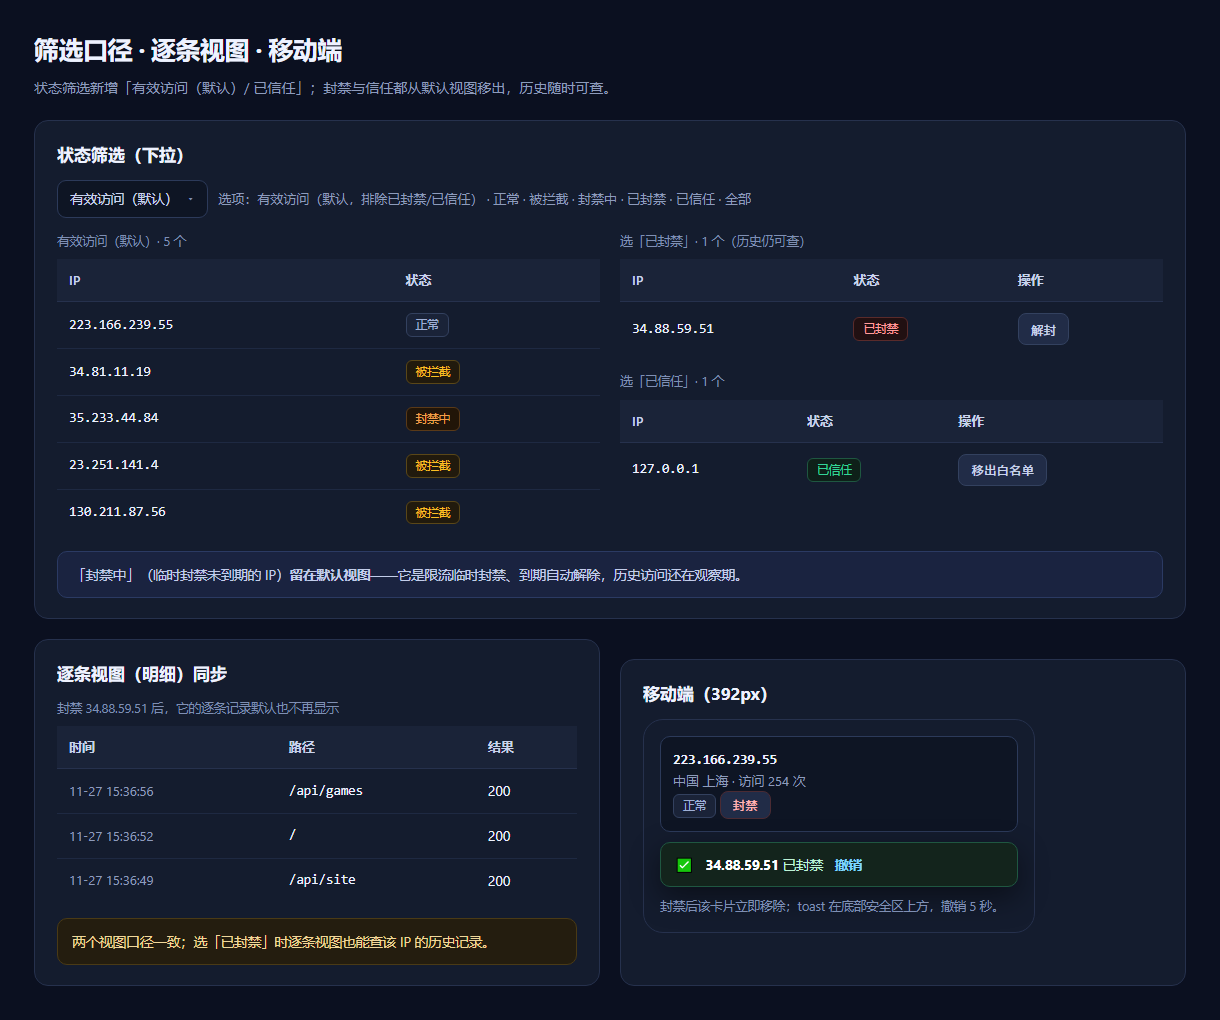 筛选口径 · 逐条视图 · 移动端
状态筛选新增「有效访问（默认）/ 已信任」；封禁与信任都从默认视图移出，历史随时可查。
状态筛选（下拉）
有效访问（默认）
选项：有效访问（默认，排除已封禁/已信任） · 正常 · 被拦截 · 封禁中 · 已封禁 · 已信任 · 全部
有效访问（默认）· 5 个
IP 状态
223.166.239.55 正常
34.81.11.19 被拦截
35.233.44.84 封禁中
23.251.141.4 被拦截
130.211.87.56 被拦截
选「已封禁」· 1 个（历史仍可查）
IP 状态 操作
34.88.59.51 已封禁 解封
选「已信任」· 1 个
IP 状态 操作
127.0.0.1 已信任 移出白名单
「封禁中」（临时封禁未到期的 IP）留在默认视图——它是限流临时封禁、到期自动解除，历史访问还在观察期。
逐条视图（明细）同步
封禁 34.88.59.51 后，它的逐条记录默认也不再显示
时间 路径 结果
11-27 15:36:56 /api/games 200
11-27 15:36:52 / 200
11-27 15:36:49 /api/site 200
两个视图口径一致；选「已封禁」时逐条视图也能查该 IP 的历史记录。
移动端（392px）
223.166.239.55
中国 上海 · 访问 254 次
正常 封禁
✅ 34.88.59.51 已封禁 撤销
封禁后该卡片立即移除；toast 在底部安全区上方，撤销 5 秒。